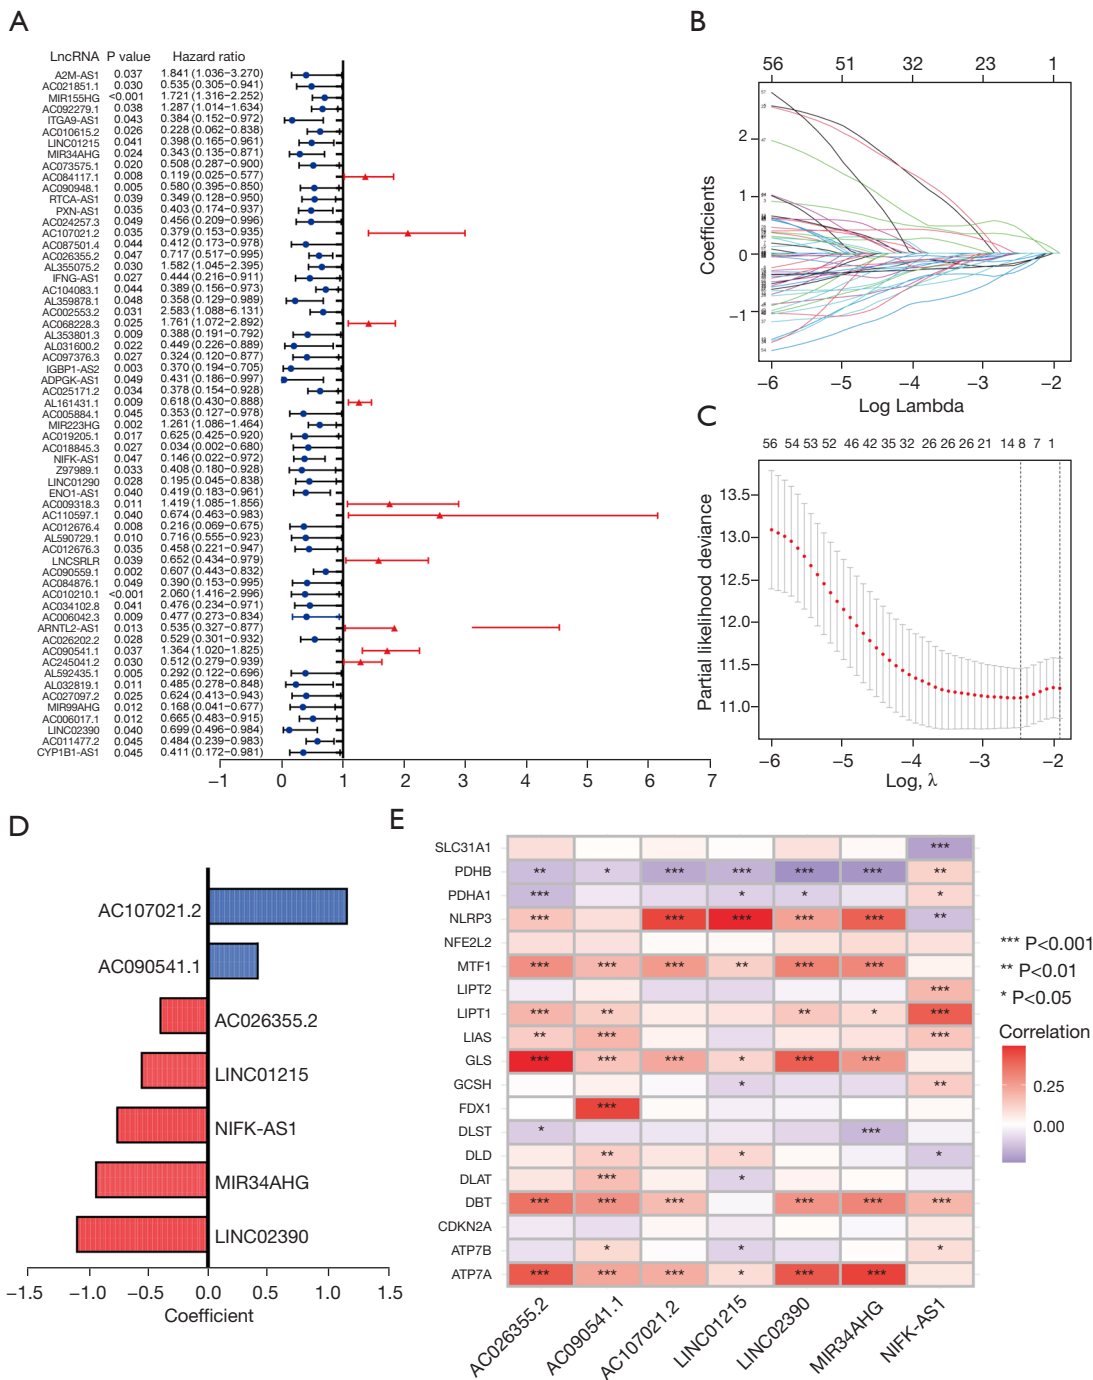 A
LncRNA P value Hazard ratio
A2M-AS1 0.037 1.841 (1.036−3.270)
AC021851.1 0.030 0.535 (0.305−0.941)
MIR155HG <0.001 1.721 (1.316−2.252)
AC092279.1 0.038 1.287 (1.014−1.634)
ITGA9-AS1 0.043 0.384 (0.152−0.972)
AC010615.2 0.026 0.228 (0.062−0.838)
LINC01215 0.041 0.398 (0.165−0.961)
MIR34AHG 0.024 0.343 (0.135−0.871)
AC073575.1 0.020 0.508 (0.287−0.900)
AC084117.1 0.008 0.119 (0.025−0.577)
AC090948.1 0.005 0.580 (0.395−0.850)
RTCA-AS1 0.039 0.349 (0.128−0.950)
PXN-AS1 0.035 0.403 (0.174−0.937)
AC024257.3 0.049 0.456 (0.209−0.996)
AC107021.2 0.035 0.379 (0.153−0.935)
AC087501.4 0.044 0.412 (0.173−0.978)
AC026355.2 0.047 0.717 (0.517−0.995)
AL355075.2 0.030 1.582 (1.045−2.395)
IFNG-AS1 0.027 0.444 (0.216−0.911)
AC104083.1 0.044 0.389 (0.156−0.973)
AL359878.1 0.048 0.358 (0.129−0.989)
AC002553.2 0.031 2.583 (1.088−6.131)
AC068228.3 0.025 1.761 (1.072−2.892)
AL353801.3 0.009 0.388 (0.191−0.792)
AL031600.2 0.022 0.449 (0.226−0.889)
AC097376.3 0.027 0.324 (0.120−0.877)
IGBP1-AS2 0.003 0.370 (0.194−0.705)
ADPGK-AS1 0.049 0.431 (0.186−0.997)
AC025171.2 0.034 0.378 (0.154−0.928)
AL161431.1 0.009 0.618 (0.430−0.888)
AC005884.1 0.045 0.353 (0.127−0.978)
MIR223HG 0.002 1.261 (1.086−1.464)
AC019205.1 0.017 0.625 (0.425−0.920)
AC018845.3 0.027 0.034 (0.002−0.680)
NIFK-AS1 0.047 0.146 (0.022−0.972)
Z97989.1 0.033 0.408 (0.180−0.928)
LINC01290 0.028 0.195 (0.045−0.838)
ENO1-AS1 0.040 0.419 (0.183−0.961)
AC009318.3 0.011 1.419 (1.085−1.856)
AC110597.1 0.040 0.674 (0.463−0.983)
AC012676.4 0.008 0.216 (0.069−0.675)
AL590729.1 0.010 0.716 (0.555−0.923)
AC012676.3 0.035 0.458 (0.221−0.947)
LNCSRLR 0.039 0.652 (0.434−0.979)
AC090559.1 0.002 0.607 (0.443−0.832)
AC084876.1 0.049 0.390 (0.153−0.995)
AC010210.1 <0.001 2.060 (1.416−2.996)
AC034102.8 0.041 0.476 (0.234−0.971)
AC006042.3 0.009 0.477 (0.273−0.834)
ARNTL2-AS1 0.013 0.535 (0.327−0.877)
AC026202.2 0.028 0.529 (0.301−0.932)
AC090541.1 0.037 1.364 (1.020−1.825)
AC245041.2 0.030 0.512 (0.279−0.939)
AL592435.1 0.005 0.292 (0.122−0.696)
AL032819.1 0.011 0.485 (0.278−0.848)
AC027097.2 0.025 0.624 (0.413−0.943)
MIR99AHG 0.012 0.168 (0.041−0.677)
AC006017.1 0.012 0.665 (0.483−0.915)
LINC02390 0.040 0.699 (0.496−0.984)
AC011477.2 0.045 0.484 (0.239−0.983)
CYP1B1-AS1 0.045 0.411 (0.172−0.981)
−1 0 1 2 3 4 5 6 7
B
56 51 32 23 1
Coefficients
2
1
0
−1
−6 −5 −4 −3 −2
Log Lambda
C
56 54 53 52 46 42 35 32 26 26 26 21 14 8 7 1
Partial likelihood deviance
13.5
13.0
12.5
12.0
11.5
11.0
−6 −5 −4 −3 −2
Log, λ
D
AC107021.2
AC090541.1
AC026355.2
LINC01215
NIFK-AS1
MIR34AHG
LINC02390
−1.5 −1.0 −0.5 0.0 0.5 1.0 1.5
Coefficient
E
SLC31A1 ***
PDHB ** * *** *** *** *** **
PDHA1 *** * * *
NLRP3 *** *** *** *** *** **
NFE2L2
MTF1 *** *** *** ** *** ***
LIPT2 ***
LIPT1 *** ** ** * ***
LIAS ** *** ***
GLS *** *** *** * *** ***
GCSH * **
FDX1 ***
DLST * ***
DLD ** * *
DLAT *** *
DBT *** *** *** *** *** ***
CDKN2A
ATP7B * * *
ATP7A *** *** *** * *** ***
AC026355.2 AC090541.1 AC107021.2 LINC01215 LINC02390 MIR34AHG NIFK-AS1
*** P<0.001
** P<0.01
* P<0.05
Correlation
0.25
0.00